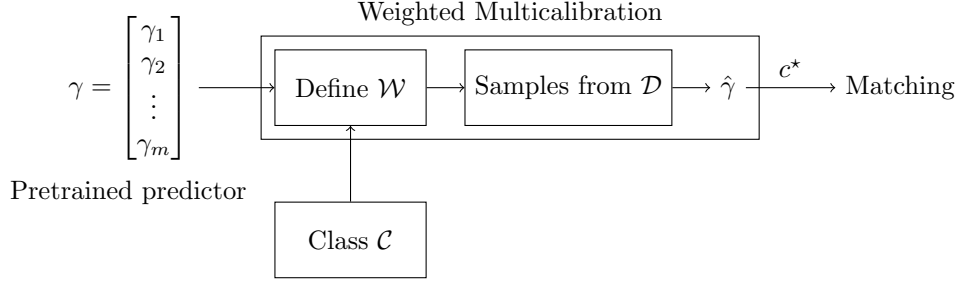 Weighted Multicalibration
γ = [γ₁ γ₂ ⋮ γₘ]
Define 𝒲
Samples from 𝒟
γ̂
c⋆
Matching
Pretrained predictor
Class 𝒞